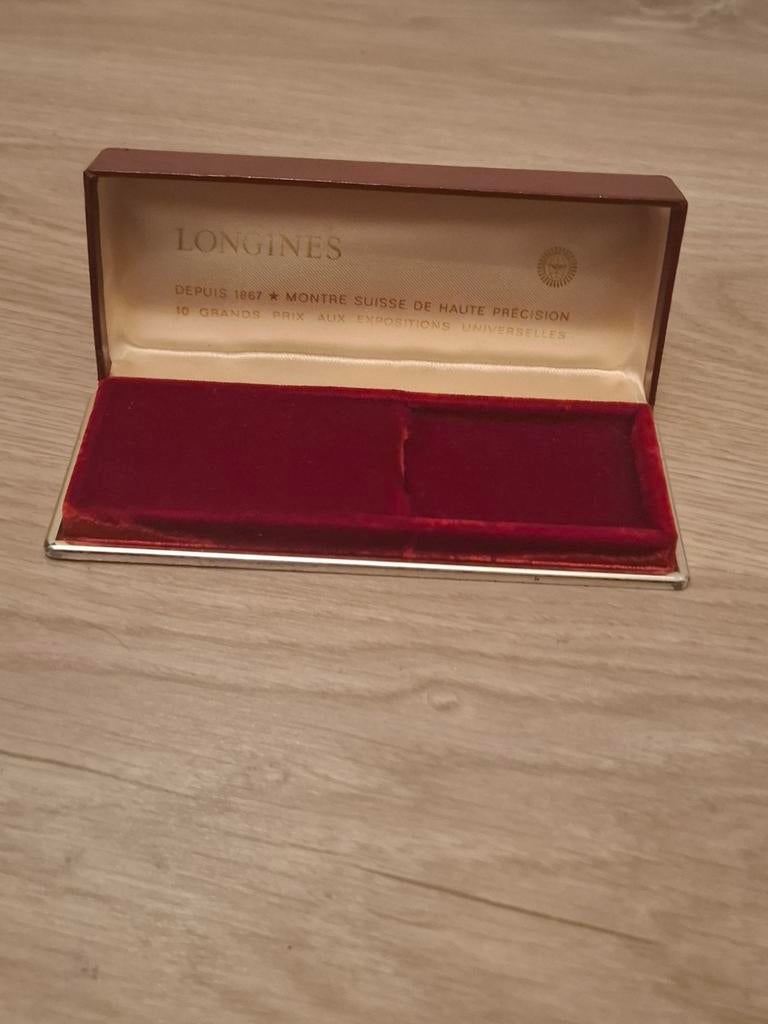 LONGINES
DEPUIS 1867 ★ MONTRE SUISSE DE HAUTE PRÉCISION
10 GRANDS PRIX AUX EXPOSITIONS UNIVERSELLES